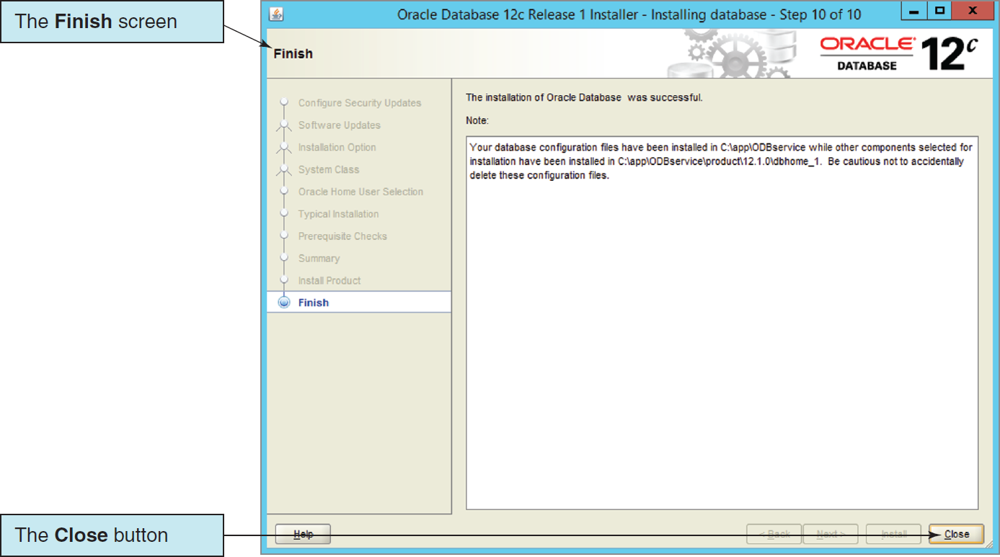 The Finish screen
Oracle Database 12c Release 1 Installer - Installing database - Step 10 of 10
Finish
ORACLE
DATABASE
12c
Configure Security Updates
Software Updates
Installation Option
System Class
Oracle Home User Selection
Typical Installation
Prerequisite Checks
Summary
Install Product
Finish
The installation of Oracle Database  was successful.
Note:
Your database configuration files have been installed in C:\app\ODBservice while other components selected for
installation have been installed in C:\app\ODBservice\product\12.1.0\dbhome_1.  Be cautious not to accidentally
delete these configuration files.
The Close button
Help
< Back
Next >
Install
Close